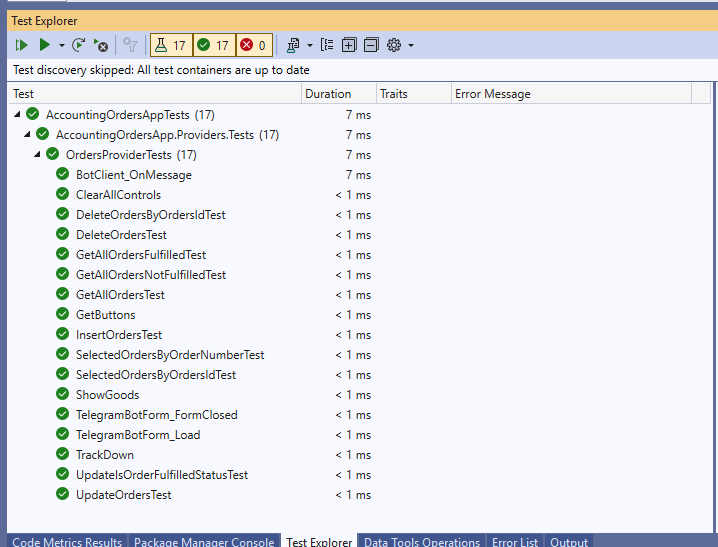 Test Explorer
17 17 0
Test discovery skipped: All test containers are up to date
Test Duration Traits Error Message
AccountingOrdersAppTests (17) 7 ms
AccountingOrdersApp.Providers.Tests (17) 7 ms
OrdersProviderTests (17) 7 ms
BotClient_OnMessage 7 ms
ClearAllControls < 1 ms
DeleteOrdersByOrdersIdTest < 1 ms
DeleteOrdersTest < 1 ms
GetAllOrdersFulfilledTest < 1 ms
GetAllOrdersNotFulfilledTest < 1 ms
GetAllOrdersTest < 1 ms
GetButtons < 1 ms
InsertOrdersTest < 1 ms
SelectedOrdersByOrderNumberTest < 1 ms
SelectedOrdersByOrdersIdTest < 1 ms
ShowGoods < 1 ms
TelegramBotForm_FormClosed < 1 ms
TelegramBotForm_Load < 1 ms
TrackDown < 1 ms
UpdateIsOrderFulfilledStatusTest < 1 ms
UpdateOrdersTest < 1 ms
Code Metrics Results Package Manager Console Test Explorer Data Tools Operations Error List Output